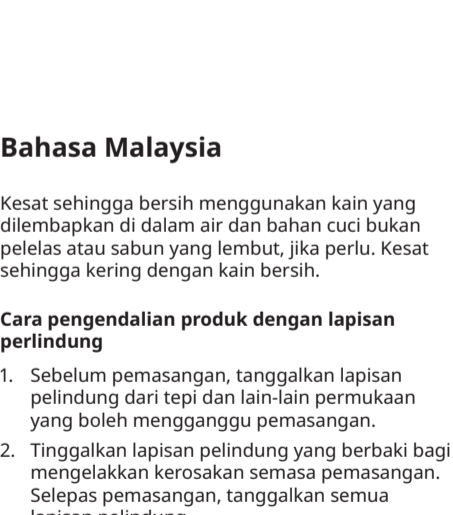 Bahasa Malaysia
Kesat sehingga bersih menggunakan kain yang
dilembapkan di dalam air dan bahan cuci bukan
pelelas atau sabun yang lembut, jika perlu. Kesat
sehingga kering dengan kain bersih.
Cara pengendalian produk dengan lapisan
perlindung
1. Sebelum pemasangan, tanggalkan lapisan
pelindung dari tepi dan lain-lain permukaan
yang boleh mengganggu pemasangan.
2. Tinggalkan lapisan pelindung yang berbaki bagi
mengelakkan kerosakan semasa pemasangan.
Selepas pemasangan, tanggalkan semua
lapisan pelindung